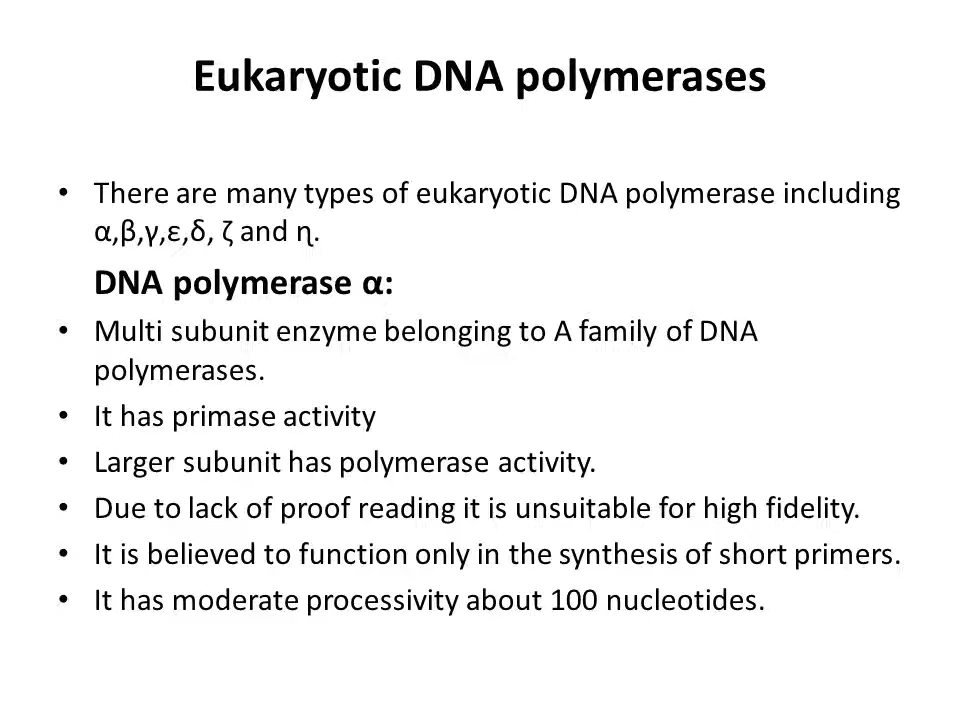 Eukaryotic DNA polymerases
• There are many types of eukaryotic DNA polymerase including
α,β,γ,ε,δ, ζ and ɳ.
DNA polymerase α:
• Multi subunit enzyme belonging to A family of DNA
polymerases.
• It has primase activity
• Larger subunit has polymerase activity.
• Due to lack of proof reading it is unsuitable for high fidelity.
• It is believed to function only in the synthesis of short primers.
• It has moderate processivity about 100 nucleotides.